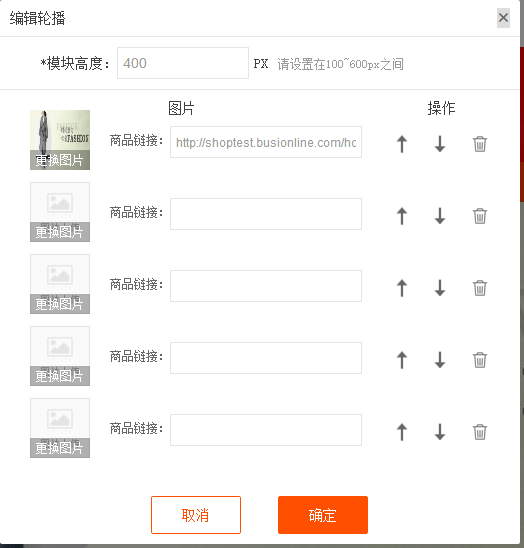 编辑轮播
*模块高度： 400 PX 请设置在100~600px之间
图片 操作
FASHION
更换图片
商品链接： http://shoptest.busionline.com/hc
更换图片
商品链接：
更换图片
商品链接：
更换图片
商品链接：
更换图片
商品链接：
取消 确定